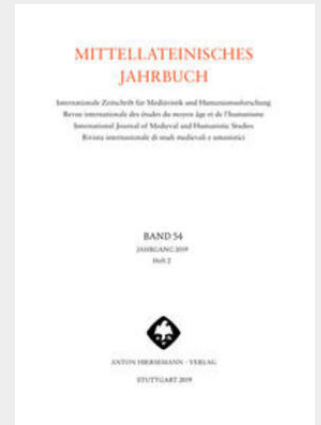 MITTELLATEINISCHES
JAHRBUCH
Internationale Zeitschrift für Mediävistik und Humanismusforschung
Revue internationale des études du moyen âge et de l'humanisme
International Journal of Medieval and Humanistic Studies
Rivista internazionale di studi medievali e umanistici
BAND 54
JAHRGANG 2019
Heft 2
ANTON HIERSEMANN · VERLAG
STUTTGART 2019